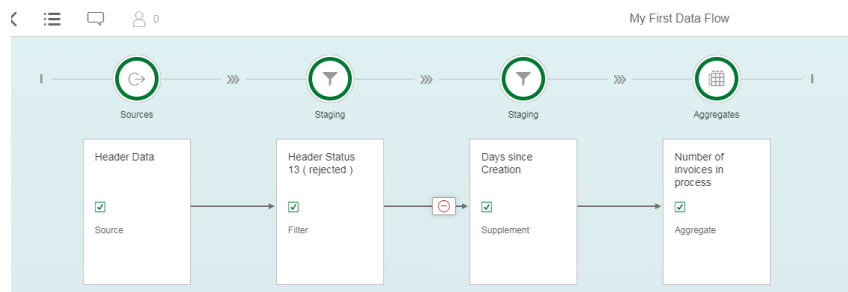 0
My First Data Flow
Sources
Staging
Staging
Aggregates
Header Data
Source
Header Status
13 ( rejected )
Filter
Days since
Creation
Supplement
Number of
invoices in
process
Aggregate